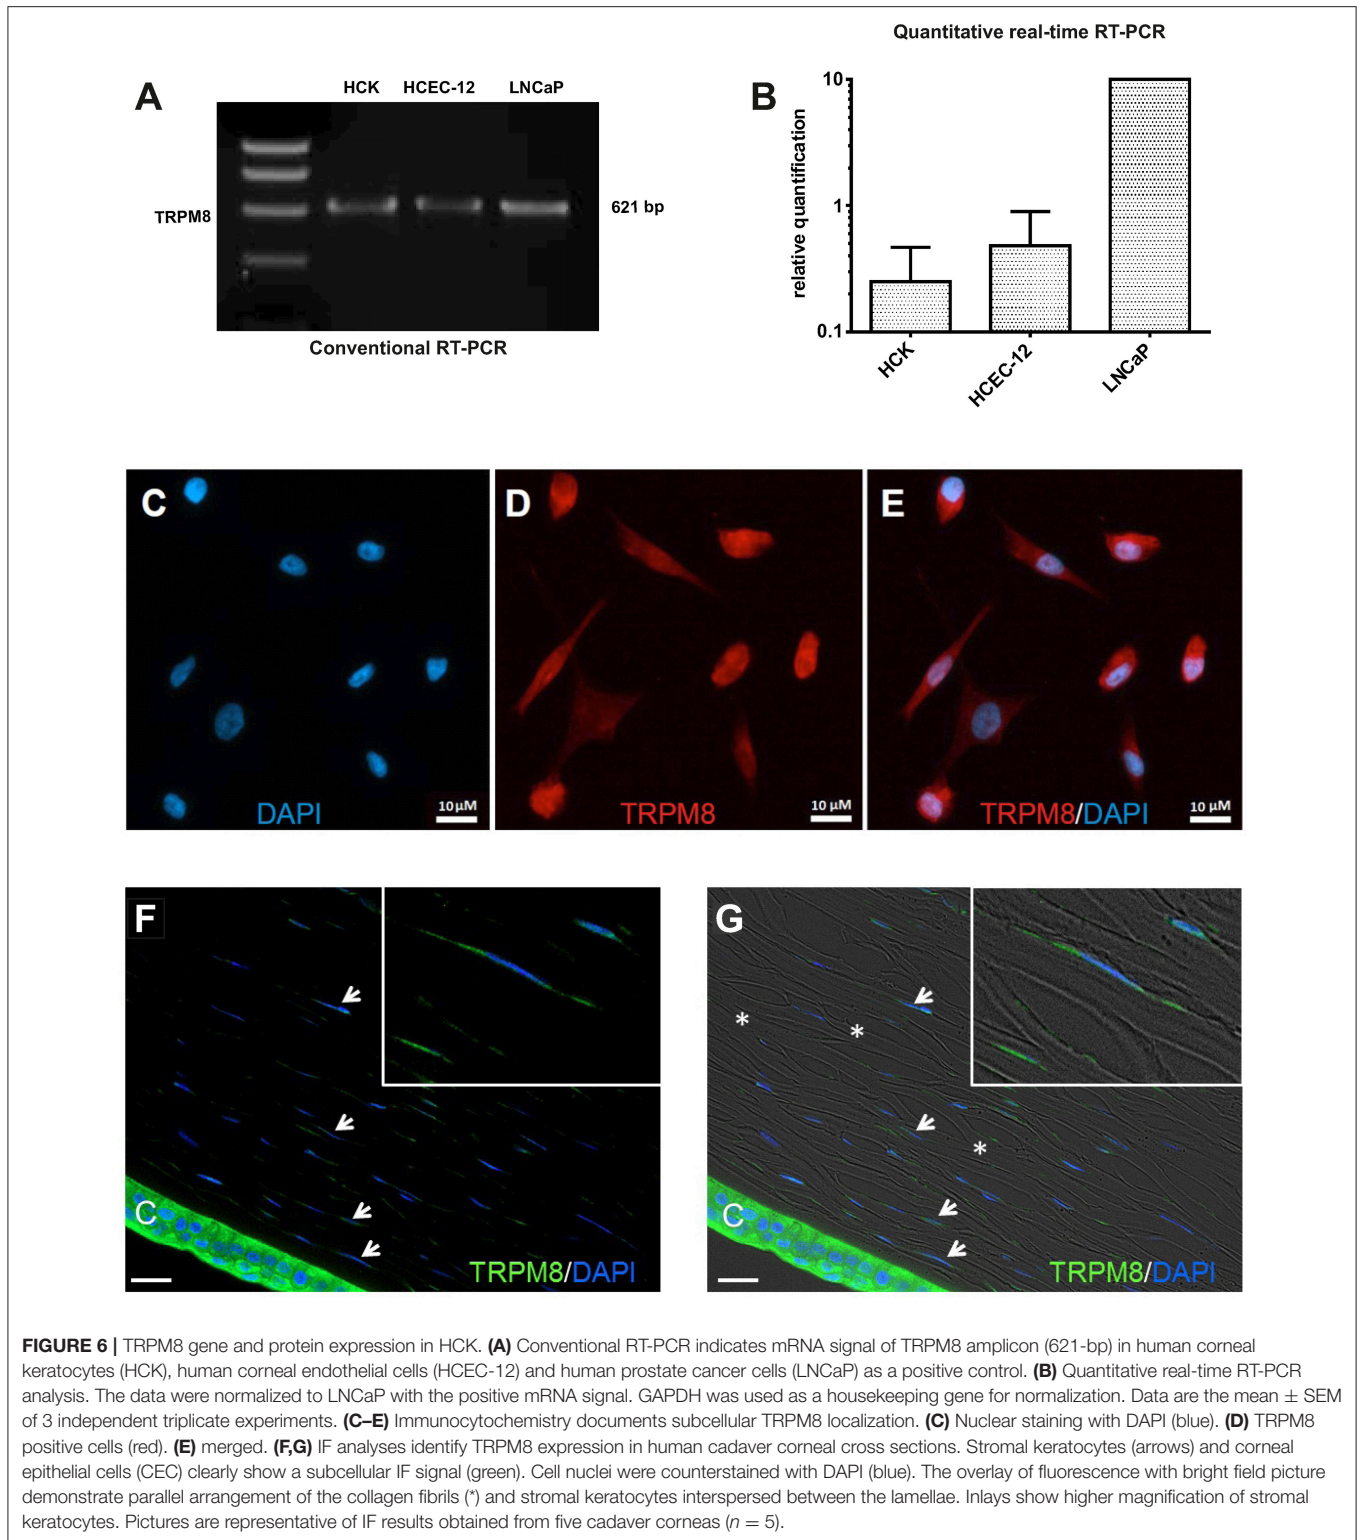 Quantitative real-time RT-PCR
A
HCK HCEC-12 LNCaP
TRPM8
621 bp
Conventional RT-PCR
B
relative quantification
10
1
0.1
HCK
HCEC-12
LNCaP
C
DAPI
10 µM
D
TRPM8
10 µM
E
TRPM8/DAPI
10 µM
F
C
TRPM8/DAPI
G
*
*
*
C
TRPM8/DAPI
FIGURE 6 | TRPM8 gene and protein expression in HCK. (A) Conventional RT-PCR indicates mRNA signal of TRPM8 amplicon (621-bp) in human corneal
keratocytes (HCK), human corneal endothelial cells (HCEC-12) and human prostate cancer cells (LNCaP) as a positive control. (B) Quantitative real-time RT-PCR
analysis. The data were normalized to LNCaP with the positive mRNA signal. GAPDH was used as a housekeeping gene for normalization. Data are the mean ± SEM
of 3 independent triplicate experiments. (C–E) Immunocytochemistry documents subcellular TRPM8 localization. (C) Nuclear staining with DAPI (blue). (D) TRPM8
positive cells (red). (E) merged. (F,G) IF analyses identify TRPM8 expression in human cadaver corneal cross sections. Stromal keratocytes (arrows) and corneal
epithelial cells (CEC) clearly show a subcellular IF signal (green). Cell nuclei were counterstained with DAPI (blue). The overlay of fluorescence with bright field picture
demonstrate parallel arrangement of the collagen fibrils (*) and stromal keratocytes interspersed between the lamellae. Inlays show higher magnification of stromal
keratocytes. Pictures are representative of IF results obtained from five cadaver corneas (n = 5).